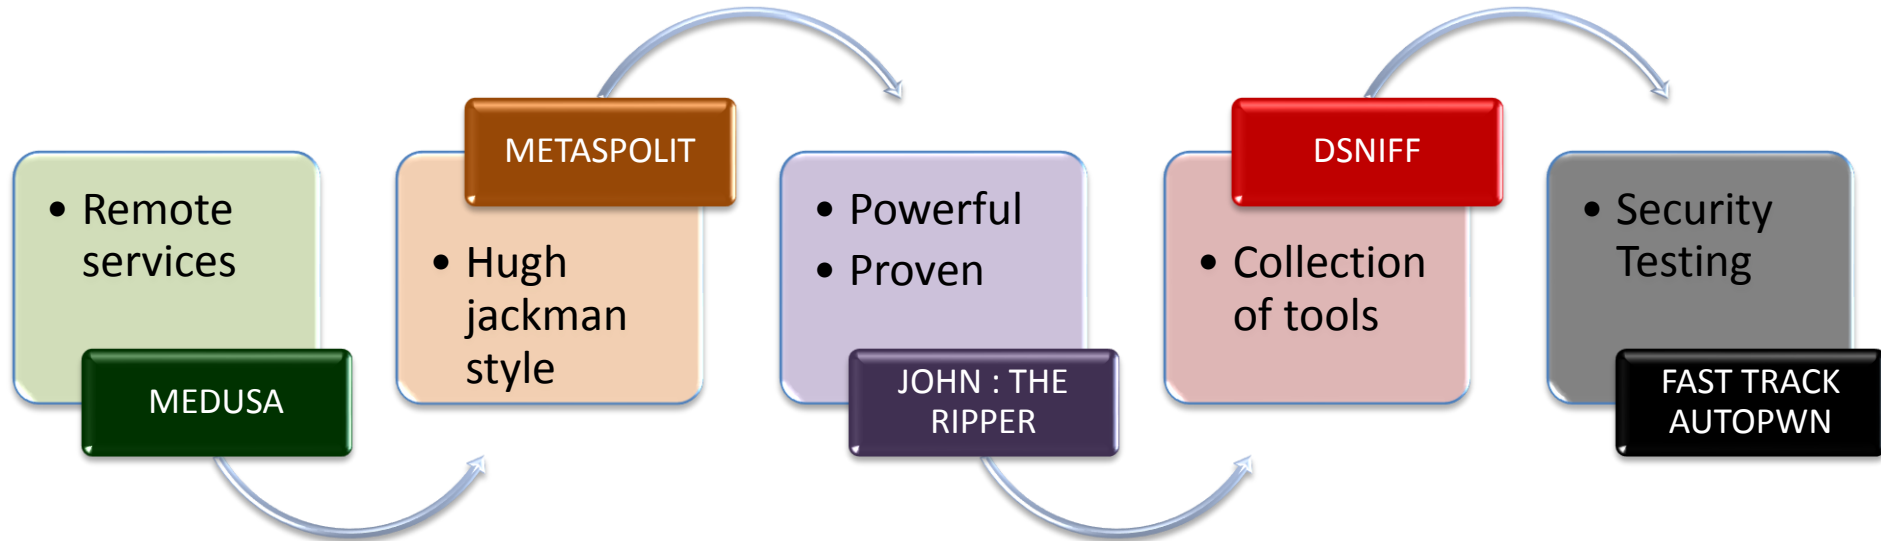 • Remote
services
MEDUSA
METASPOLIT
• Hugh
jackman
style
• Powerful
• Proven
JOHN : THE
RIPPER
DSNIFF
• Collection
of tools
• Security
Testing
FAST TRACK
AUTOPWN